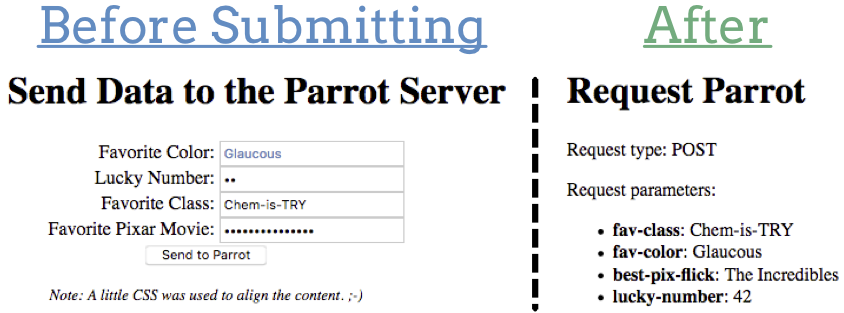 Before Submitting
Send Data to the Parrot Server
Favorite Color: Glaucous
Lucky Number: ••
Favorite Class: Chem-is-TRY
Favorite Pixar Movie: •••••••••••••••
Send to Parrot
Note: A little CSS was used to align the content. ;-)
After
Request Parrot
Request type: POST
Request parameters:
• fav-class: Chem-is-TRY
• fav-color: Glaucous
• best-pix-flick: The Incredibles
• lucky-number: 42